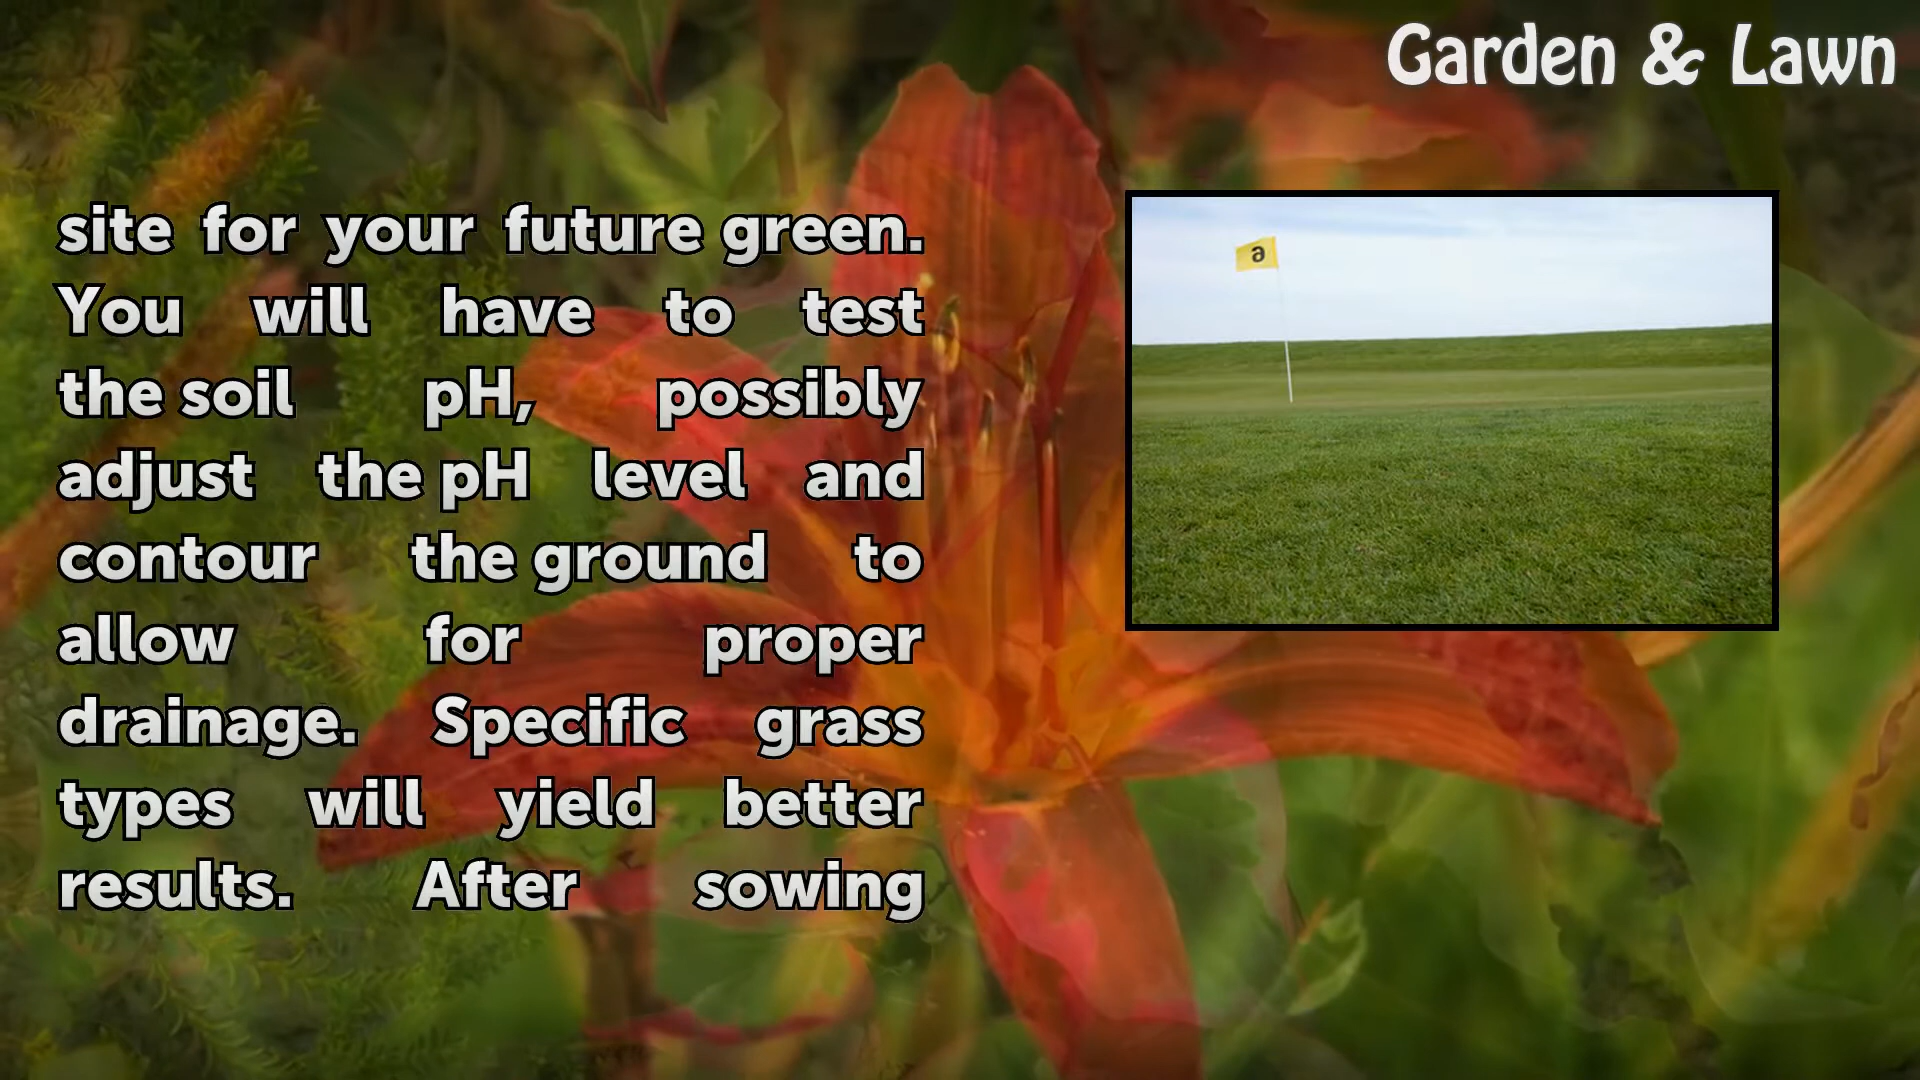 Garden & Lawn
site for your future green.
You will have to test
the soil pH, possibly
adjust the pH level and
contour the ground to
allow for proper
drainage. Specific grass
types will yield better
results. After sowing